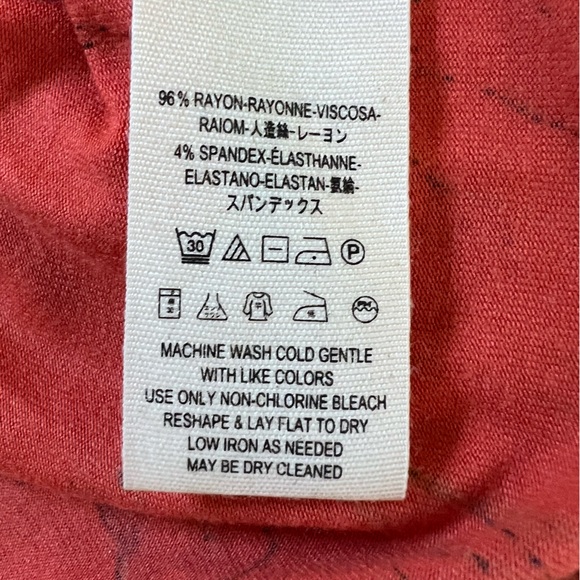 96% RAYON-RAYONNE-VISCOSA-
RAIOM-人造絲-レーヨン
4% SPANDEX-ÉLASTHANNE-
ELASTANO-ELASTAN-氨綸-
スパンデックス
30 P
MACHINE WASH COLD GENTLE
WITH LIKE COLORS
USE ONLY NON-CHLORINE BLEACH
RESHAPE & LAY FLAT TO DRY
LOW IRON AS NEEDED
MAY BE DRY CLEANED